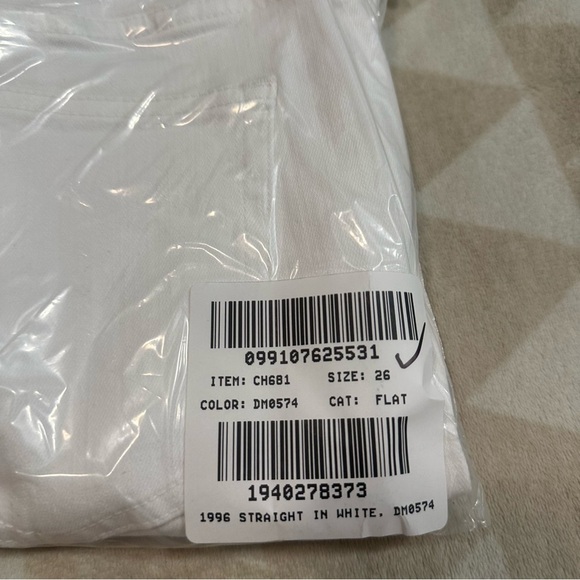 099107625531
ITEM: CH681 SIZE: 26
COLOR: DM0574 CAT: FLAT
1940278373
1996 STRAIGHT IN WHITE. DM0574